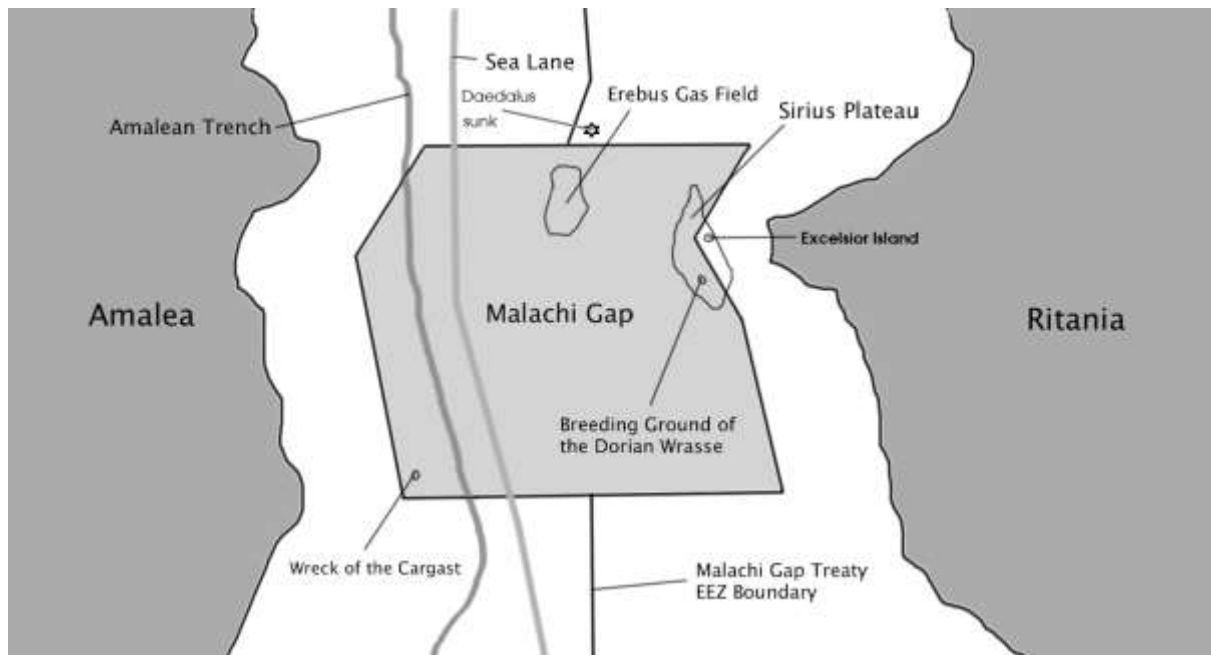 Sea Lane
Daedalus
sunk
Erebus Gas Field
Sirius Plateau
Amalean Trench
Excelsior Island
Amalea
Malachi Gap
Ritania
Breeding Ground of
the Dorian Wrasse
Wreck of the Cargast
Malachi Gap Treaty
EEZ Boundary